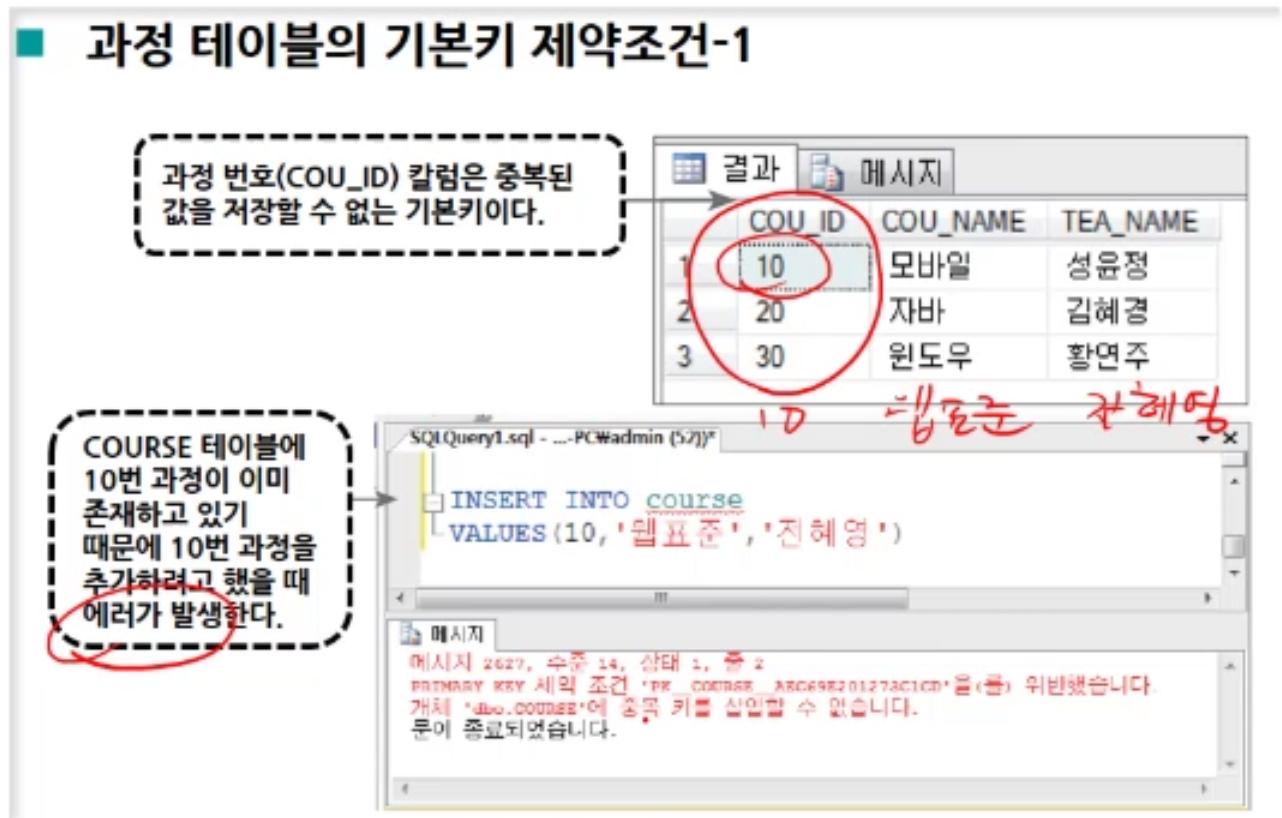 과정 테이블의 기본키 제약조건-1
과정 번호(COU_ID) 칼럼은 중복된
값을 저장할 수 없는 기본키이다.
결과 메시지
COU_ID COU_NAME TEA_NAME
1 10 모바일 성윤정
2 20 자바 김혜경
3 30 윈도우 황연주
10 웹표준 전혜영
COURSE 테이블에
10번 과정이 이미
존재하고 있기
때문에 10번 과정을
추가하려고 했을 때
에러가 발생한다.
SQLQuery1.sql - ...-PC₩admin (52))*
INSERT INTO course
VALUES(10,'웹표준','전혜영')
메시지
메시지 2627, 수준 14, 상태 1, 줄 2
PRIMARY KEY 제약 조건 을(를) 위반했습니다.
개체 'dbo.COURSE'에 중복 키를 삽입할 수 없습니다.
문이 종료되었습니다.